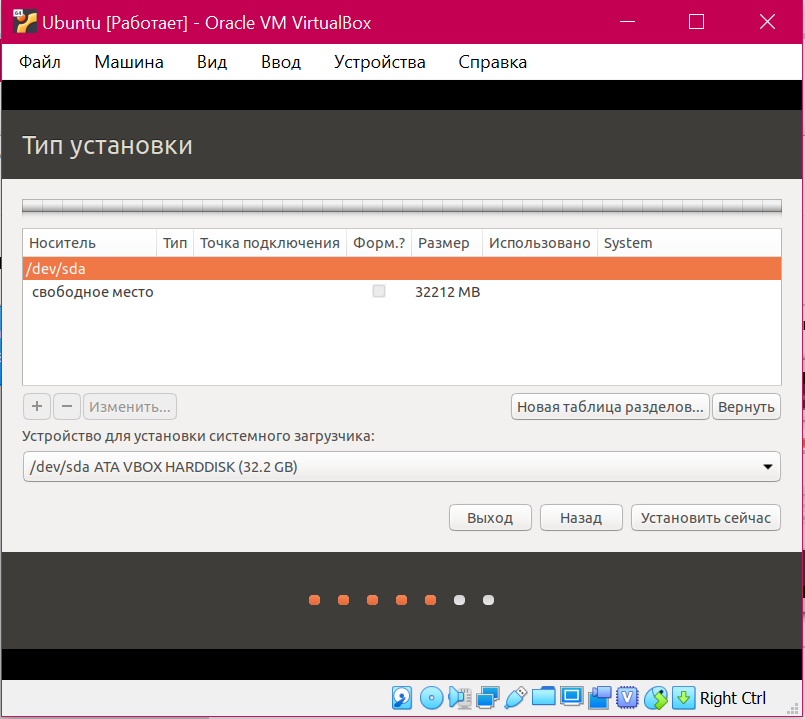 Ubuntu [Работает] - Oracle VM VirtualBox
Файл Машина Вид Ввод Устройства Справка
Тип установки
Носитель Тип Точка подключения Форм.? Размер Использовано System
/dev/sda
свободное место 32212 MB
+ − Изменить... Новая таблица разделов... Вернуть
Устройство для установки системного загрузчика:
/dev/sda ATA VBOX HARDDISK (32.2 GB)
Выход Назад Установить сейчас
Right Ctrl